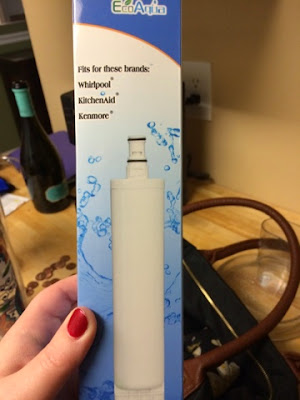 EcoAqua
Fits for these brands:
Whirlpool®
KitchenAid®
Kenmore®